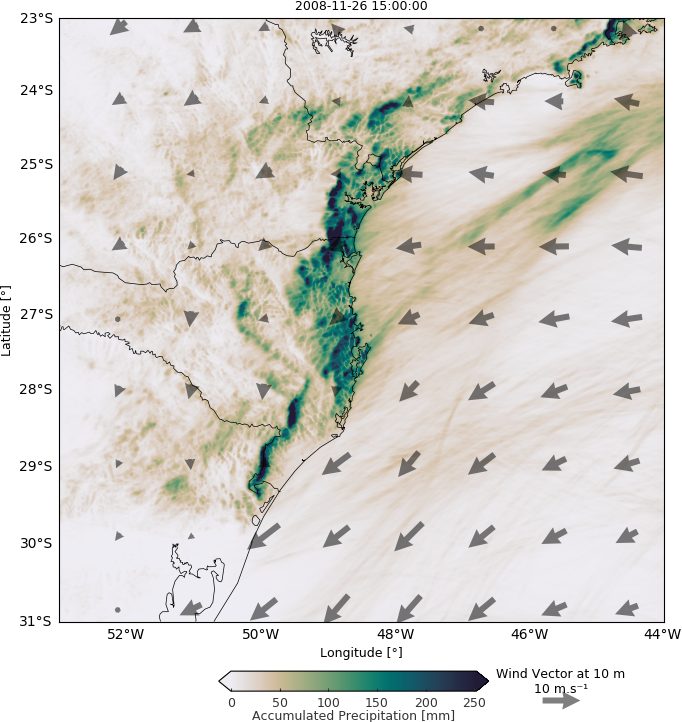 2008-11-26 15:00:00
23°S
24°S
25°S
26°S
27°S
28°S
29°S
30°S
31°S
Latitude [°]
52°W 50°W 48°W 46°W 44°W
Longitude [°]
0 50 100 150 200 250
Accumulated Precipitation [mm]
Wind Vector at 10 m
10 m.s⁻¹